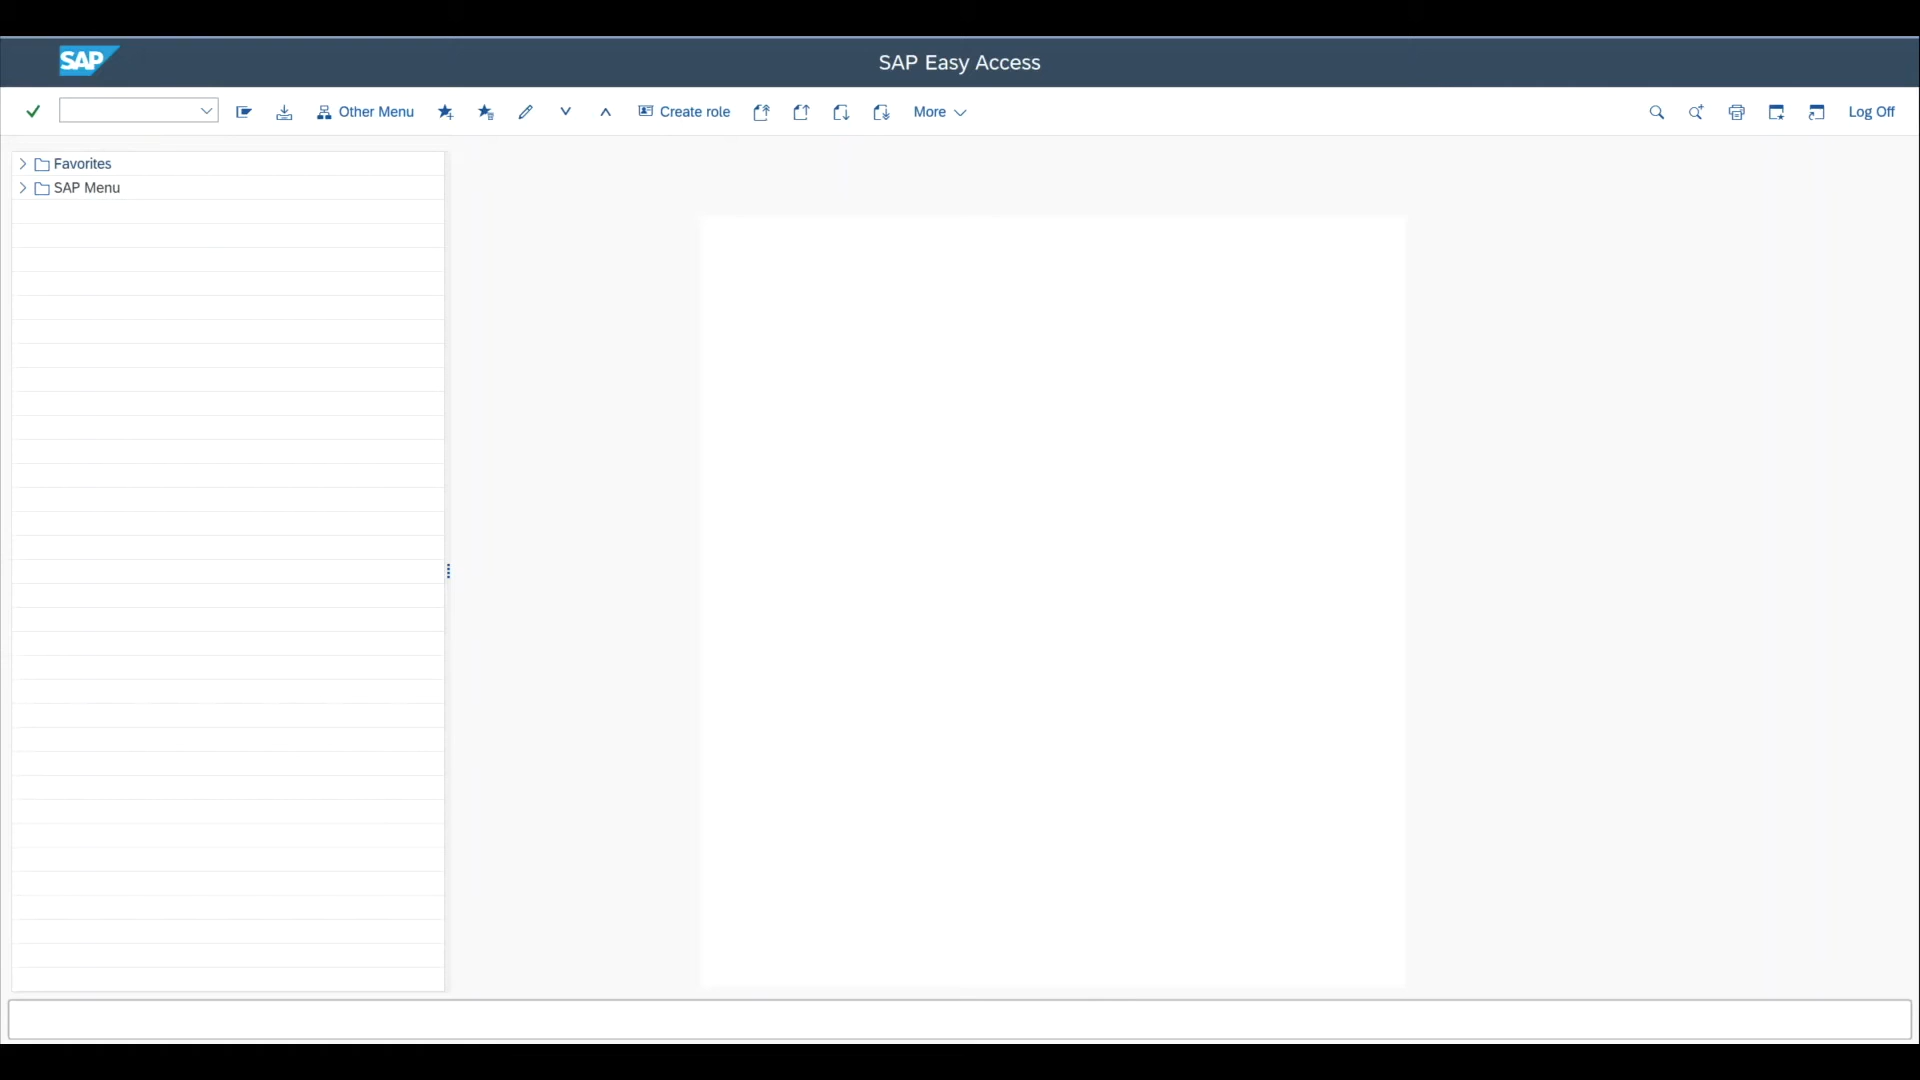 SAP
SAP Easy Access
Other Menu
Create role
More
Log Off
Favorites
SAP Menu